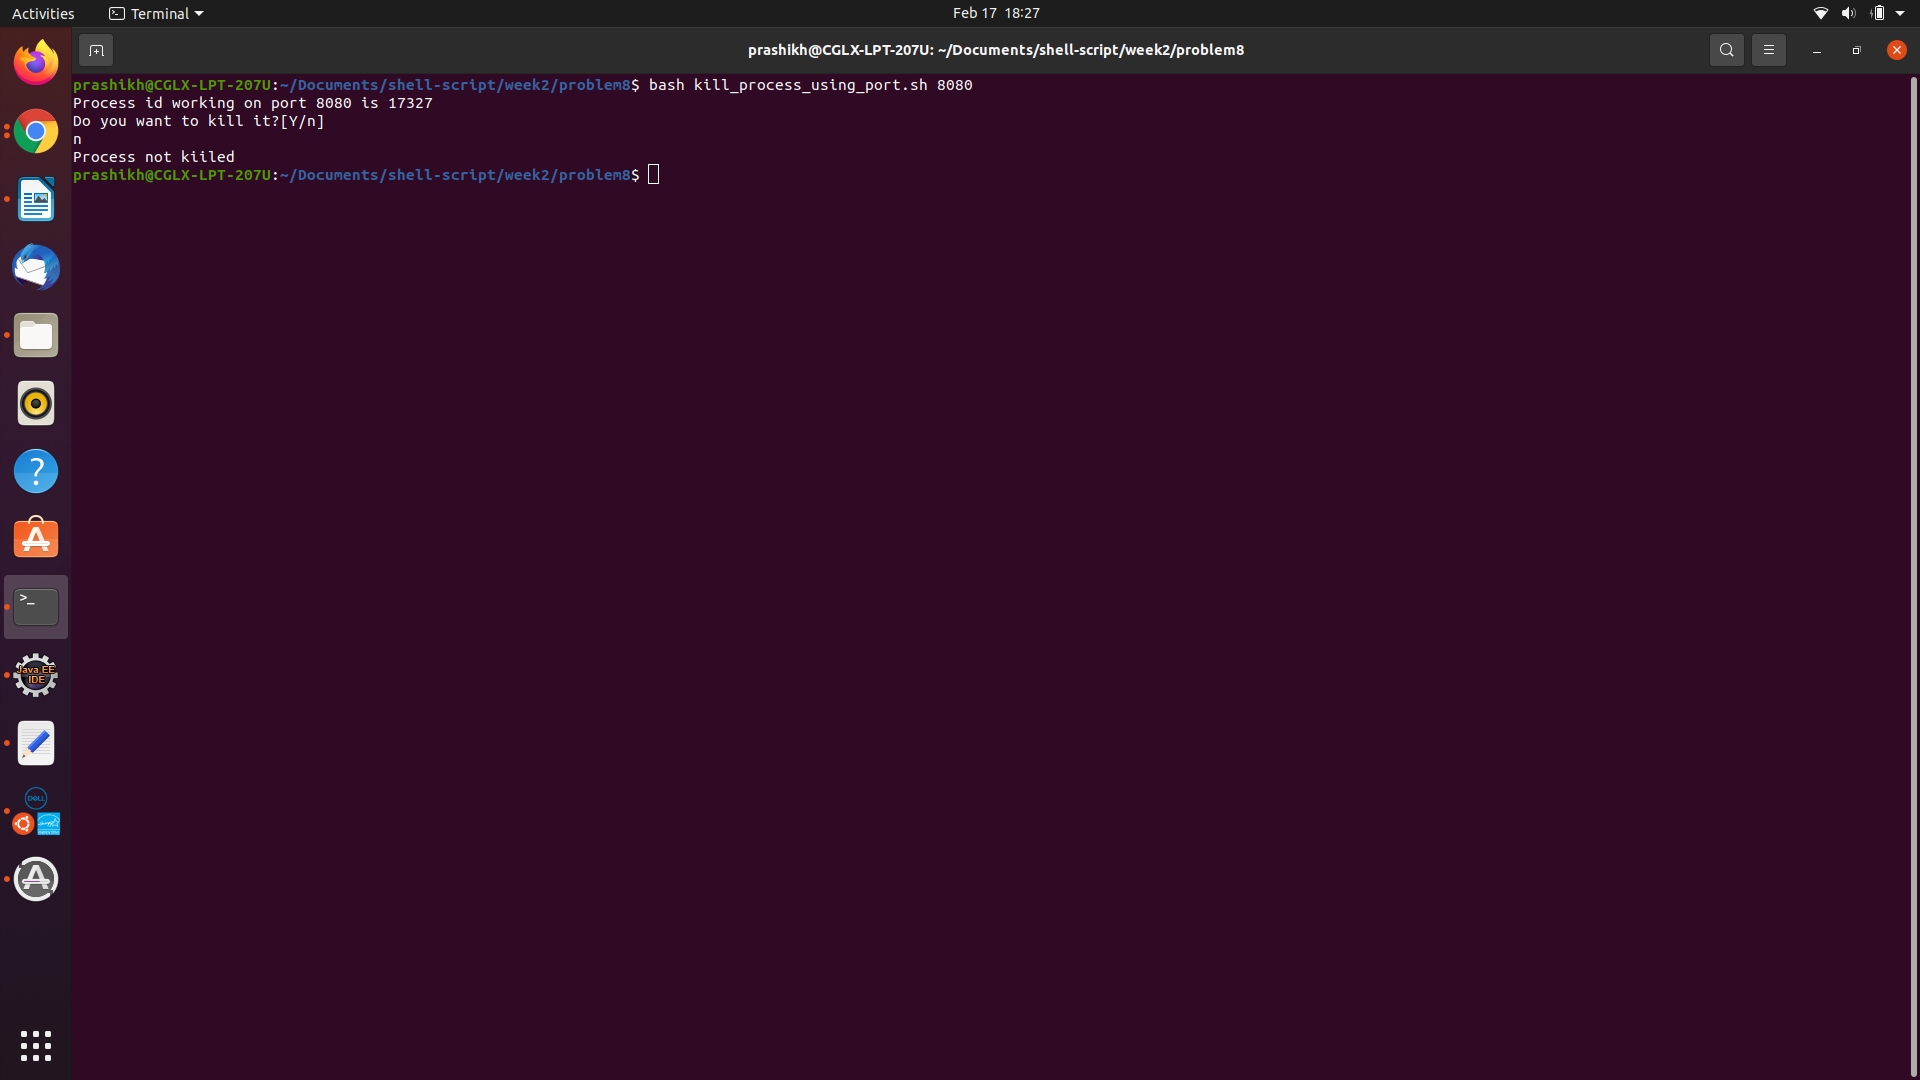 Activities
Terminal
Feb 17 18:27
prashikh@CGLX-LPT-207U: ~/Documents/shell-script/week2/problem8
prashikh@CGLX-LPT-207U:~/Documents/shell-script/week2/problem8$ bash kill_process_using_port.sh 8080
Process id working on port 8080 is 17327
Do you want to kill it?[Y/n]
n
Process not kiiled
prashikh@CGLX-LPT-207U:~/Documents/shell-script/week2/problem8$
?
>_
Java EE
IDE
DELL